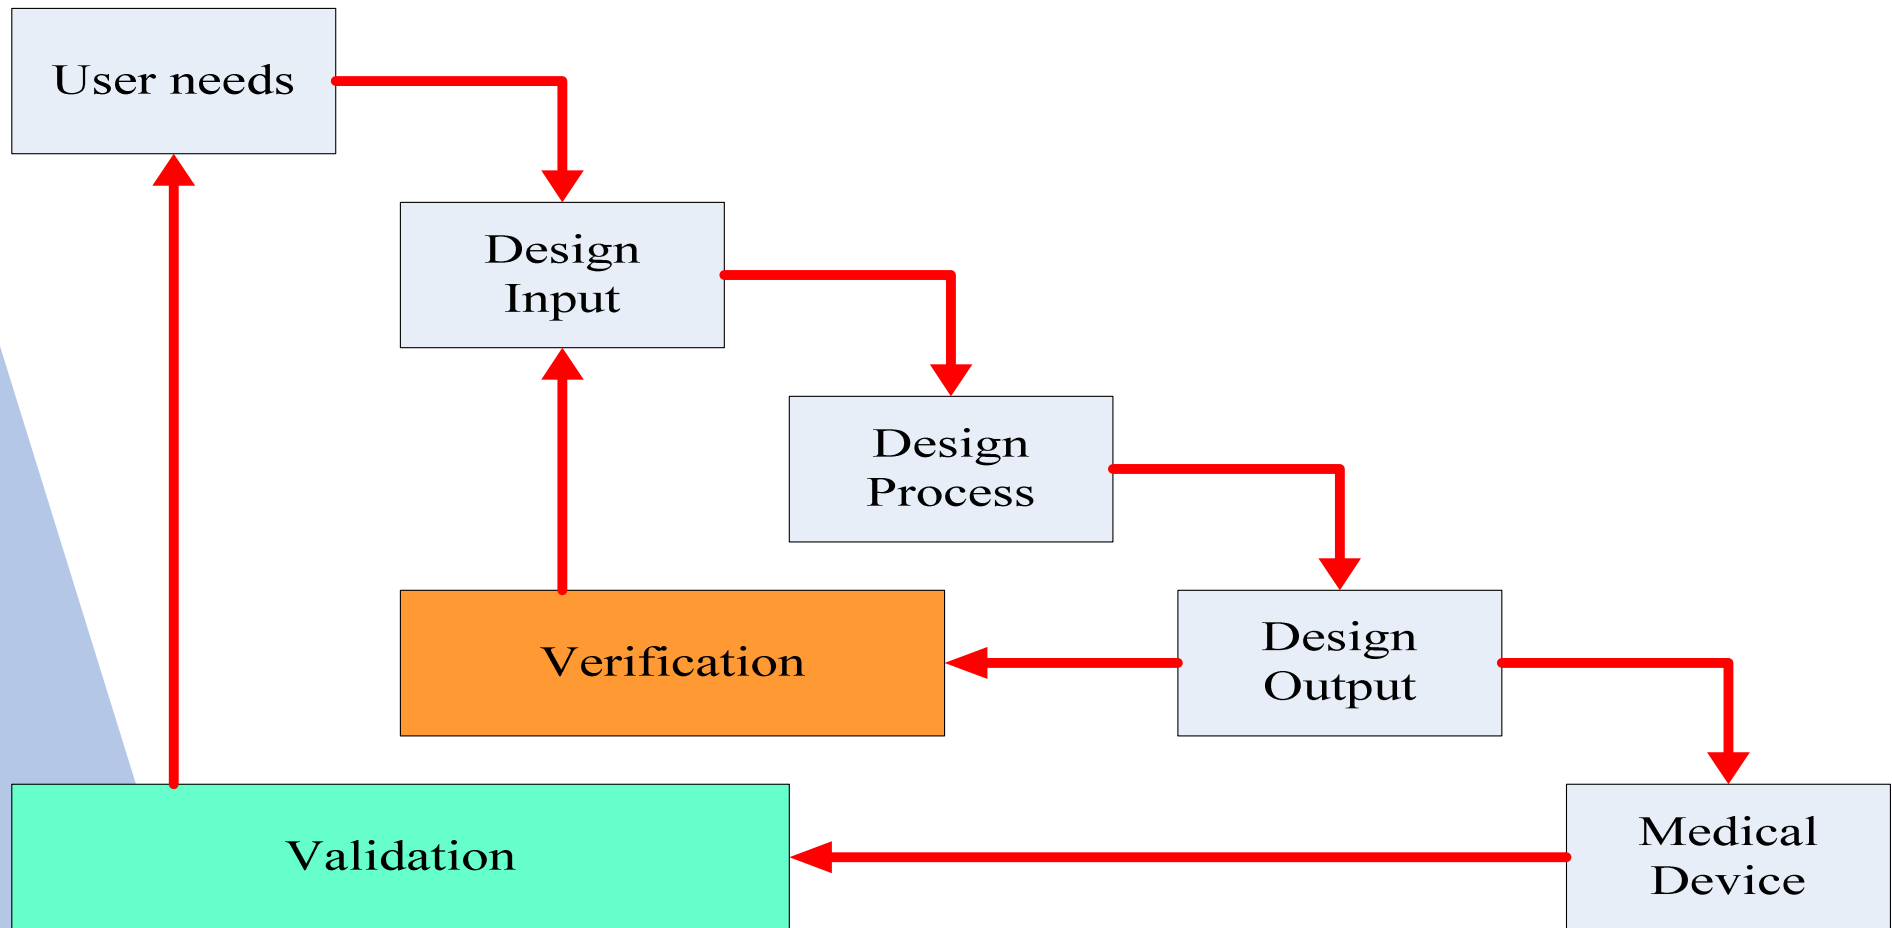 User needs
Design
Input
Design
Process
Verification
Design
Output
Validation
Medical
Device